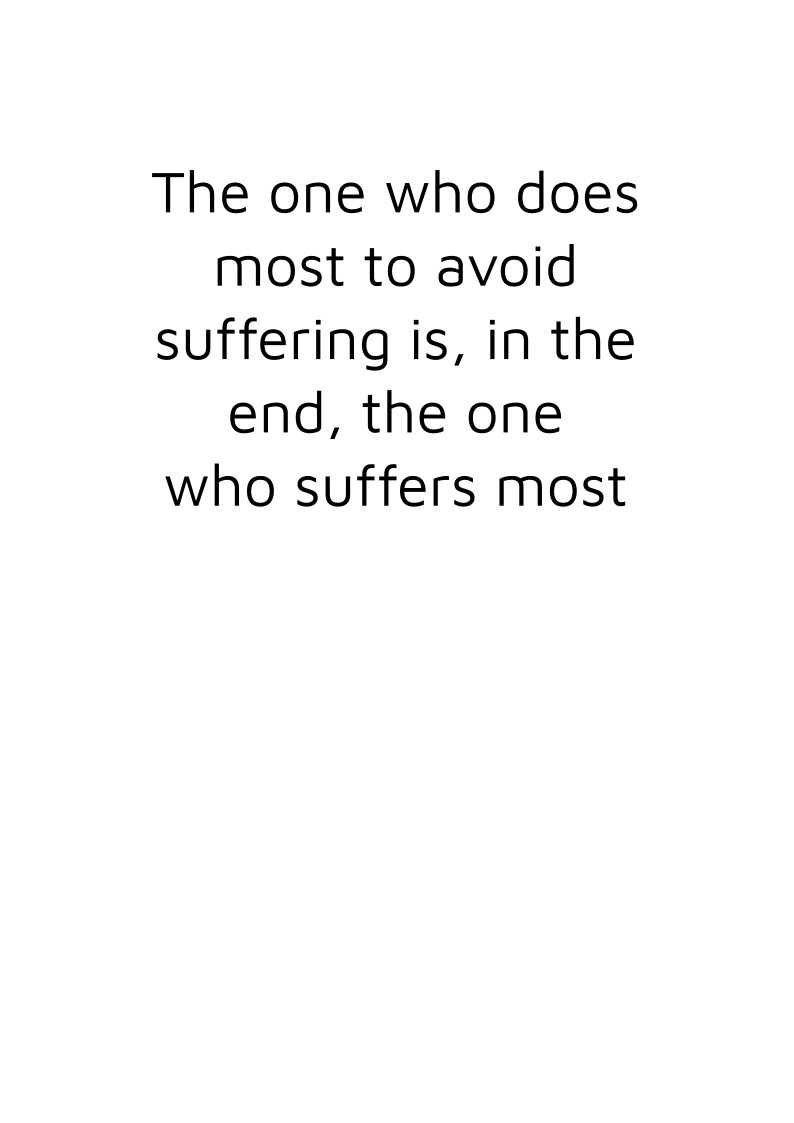 The one who does
most to avoid
suffering is, in the
end, the one
who suffers most